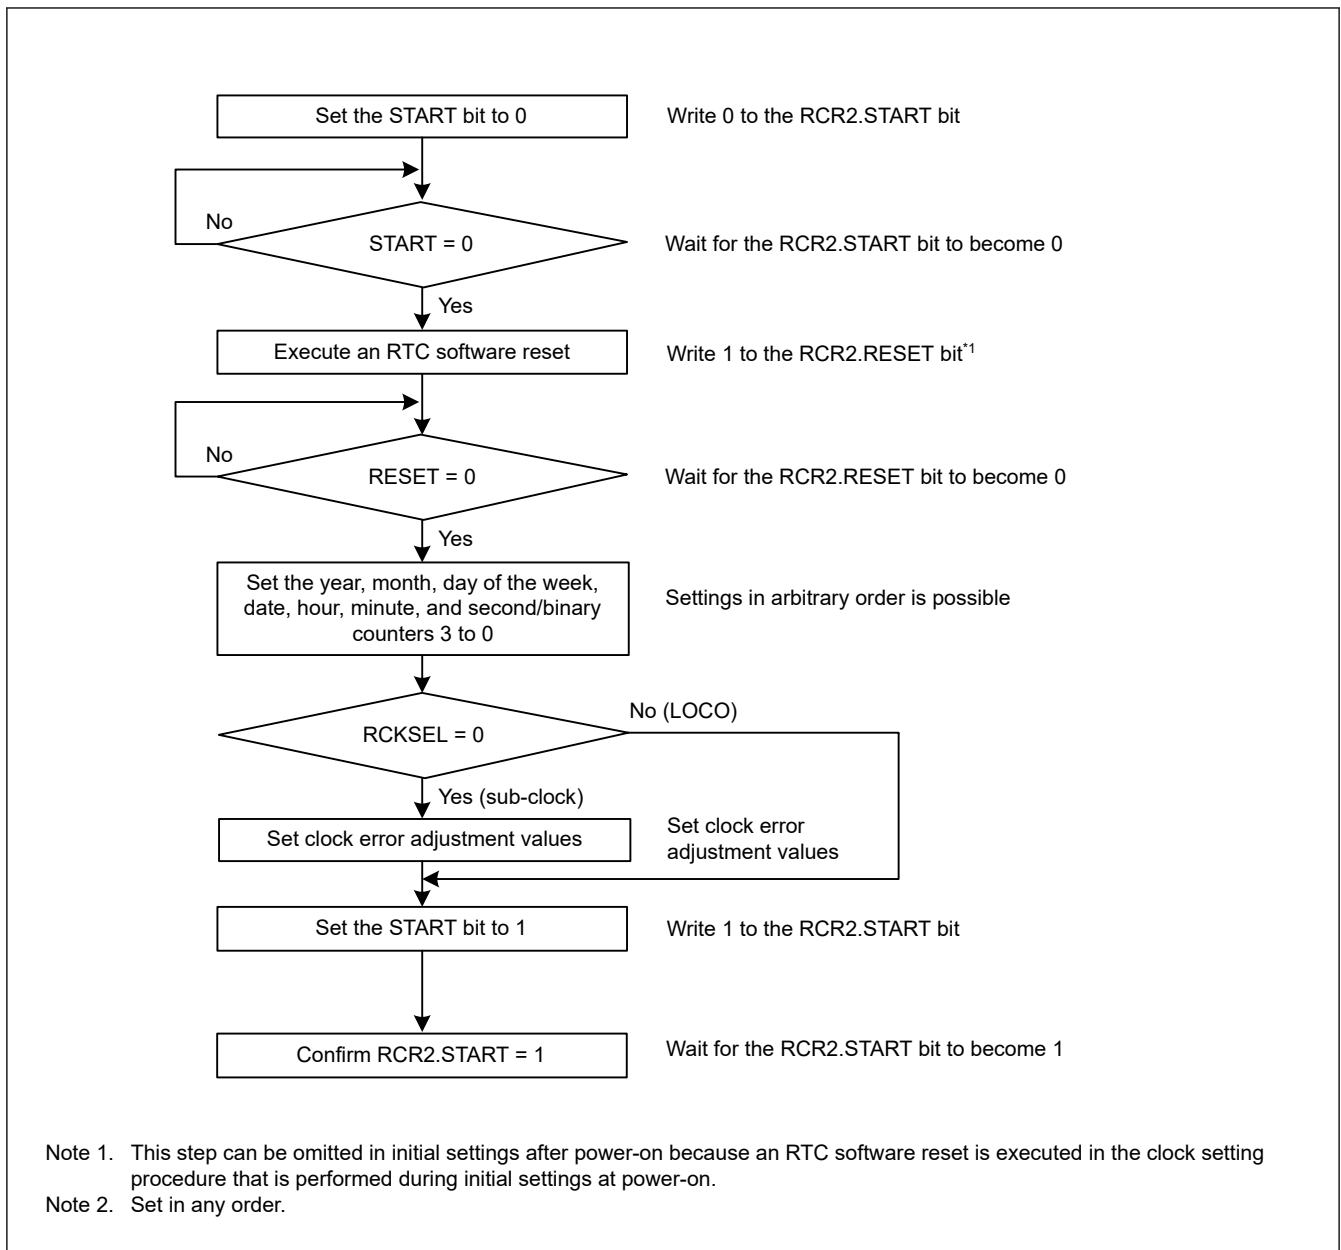 Set the START bit to 0
Write 0 to the RCR2.START bit
No
START = 0
Wait for the RCR2.START bit to become 0
Yes
Execute an RTC software reset
Write 1 to the RCR2.RESET bit*1
No
RESET = 0
Wait for the RCR2.RESET bit to become 0
Yes
Set the year, month, day of the week,
date, hour, minute, and second/binary
counters 3 to 0
Settings in arbitrary order is possible
No (LOCO)
RCKSEL = 0
Yes (sub-clock)
Set clock error adjustment values
Set clock error
adjustment values
Set the START bit to 1
Write 1 to the RCR2.START bit
Confirm RCR2.START = 1
Wait for the RCR2.START bit to become 1
Note 1. This step can be omitted in initial settings after power-on because an RTC software reset is executed in the clock setting
procedure that is performed during initial settings at power-on.
Note 2. Set in any order.